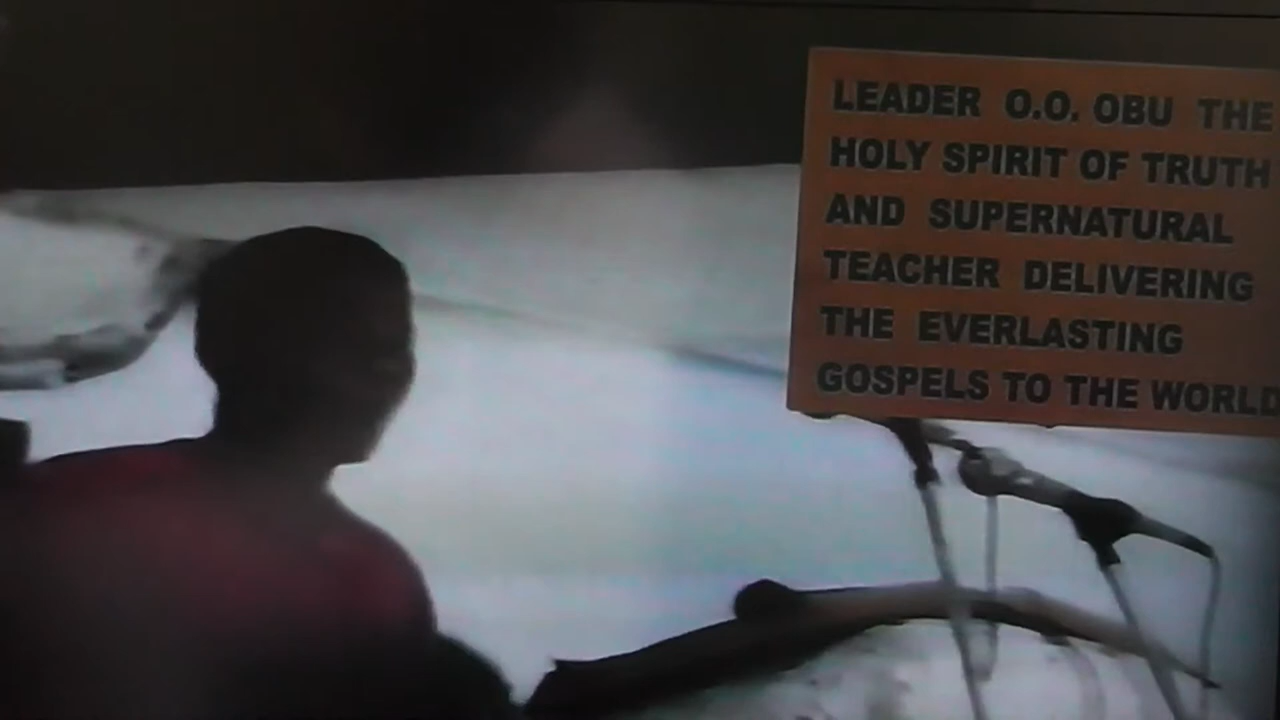 LEADER O.O. OBU THE
HOLY SPIRIT OF TRUTH
AND SUPERNATURAL
TEACHER DELIVERING
THE EVERLASTING
GOSPELS TO THE WORLD